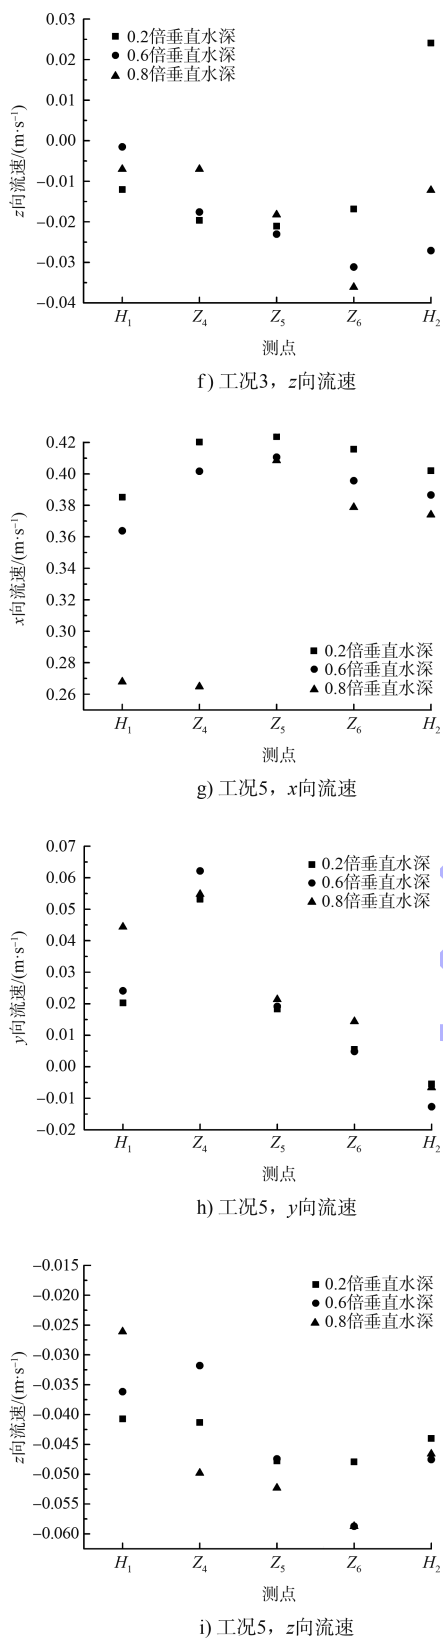 0.03
0.02
0.01
0.00
−0.01
−0.02
−0.03
−0.04
z向流速/(m·s⁻¹)
0.2倍垂直水深
0.6倍垂直水深
0.8倍垂直水深
H₁ Z₄ Z₅ Z₆ H₂
测点
f) 工况3，z向流速
0.42
0.40
0.38
0.36
0.34
0.32
0.30
0.28
0.26
x向流速/(m·s⁻¹)
0.2倍垂直水深
0.6倍垂直水深
0.8倍垂直水深
H₁ Z₄ Z₅ Z₆ H₂
测点
g) 工况5，x向流速
0.07
0.06
0.05
0.04
0.03
0.02
0.01
0.00
−0.01
−0.02
y向流速/(m·s⁻¹)
0.2倍垂直水深
0.6倍垂直水深
0.8倍垂直水深
H₁ Z₄ Z₅ Z₆ H₂
测点
h) 工况5，y向流速
−0.015
−0.020
−0.025
−0.030
−0.035
−0.040
−0.045
−0.050
−0.055
−0.060
z向流速/(m·s⁻¹)
0.2倍垂直水深
0.6倍垂直水深
0.8倍垂直水深
H₁ Z₄ Z₅ Z₆ H₂
测点
i) 工况5，z向流速